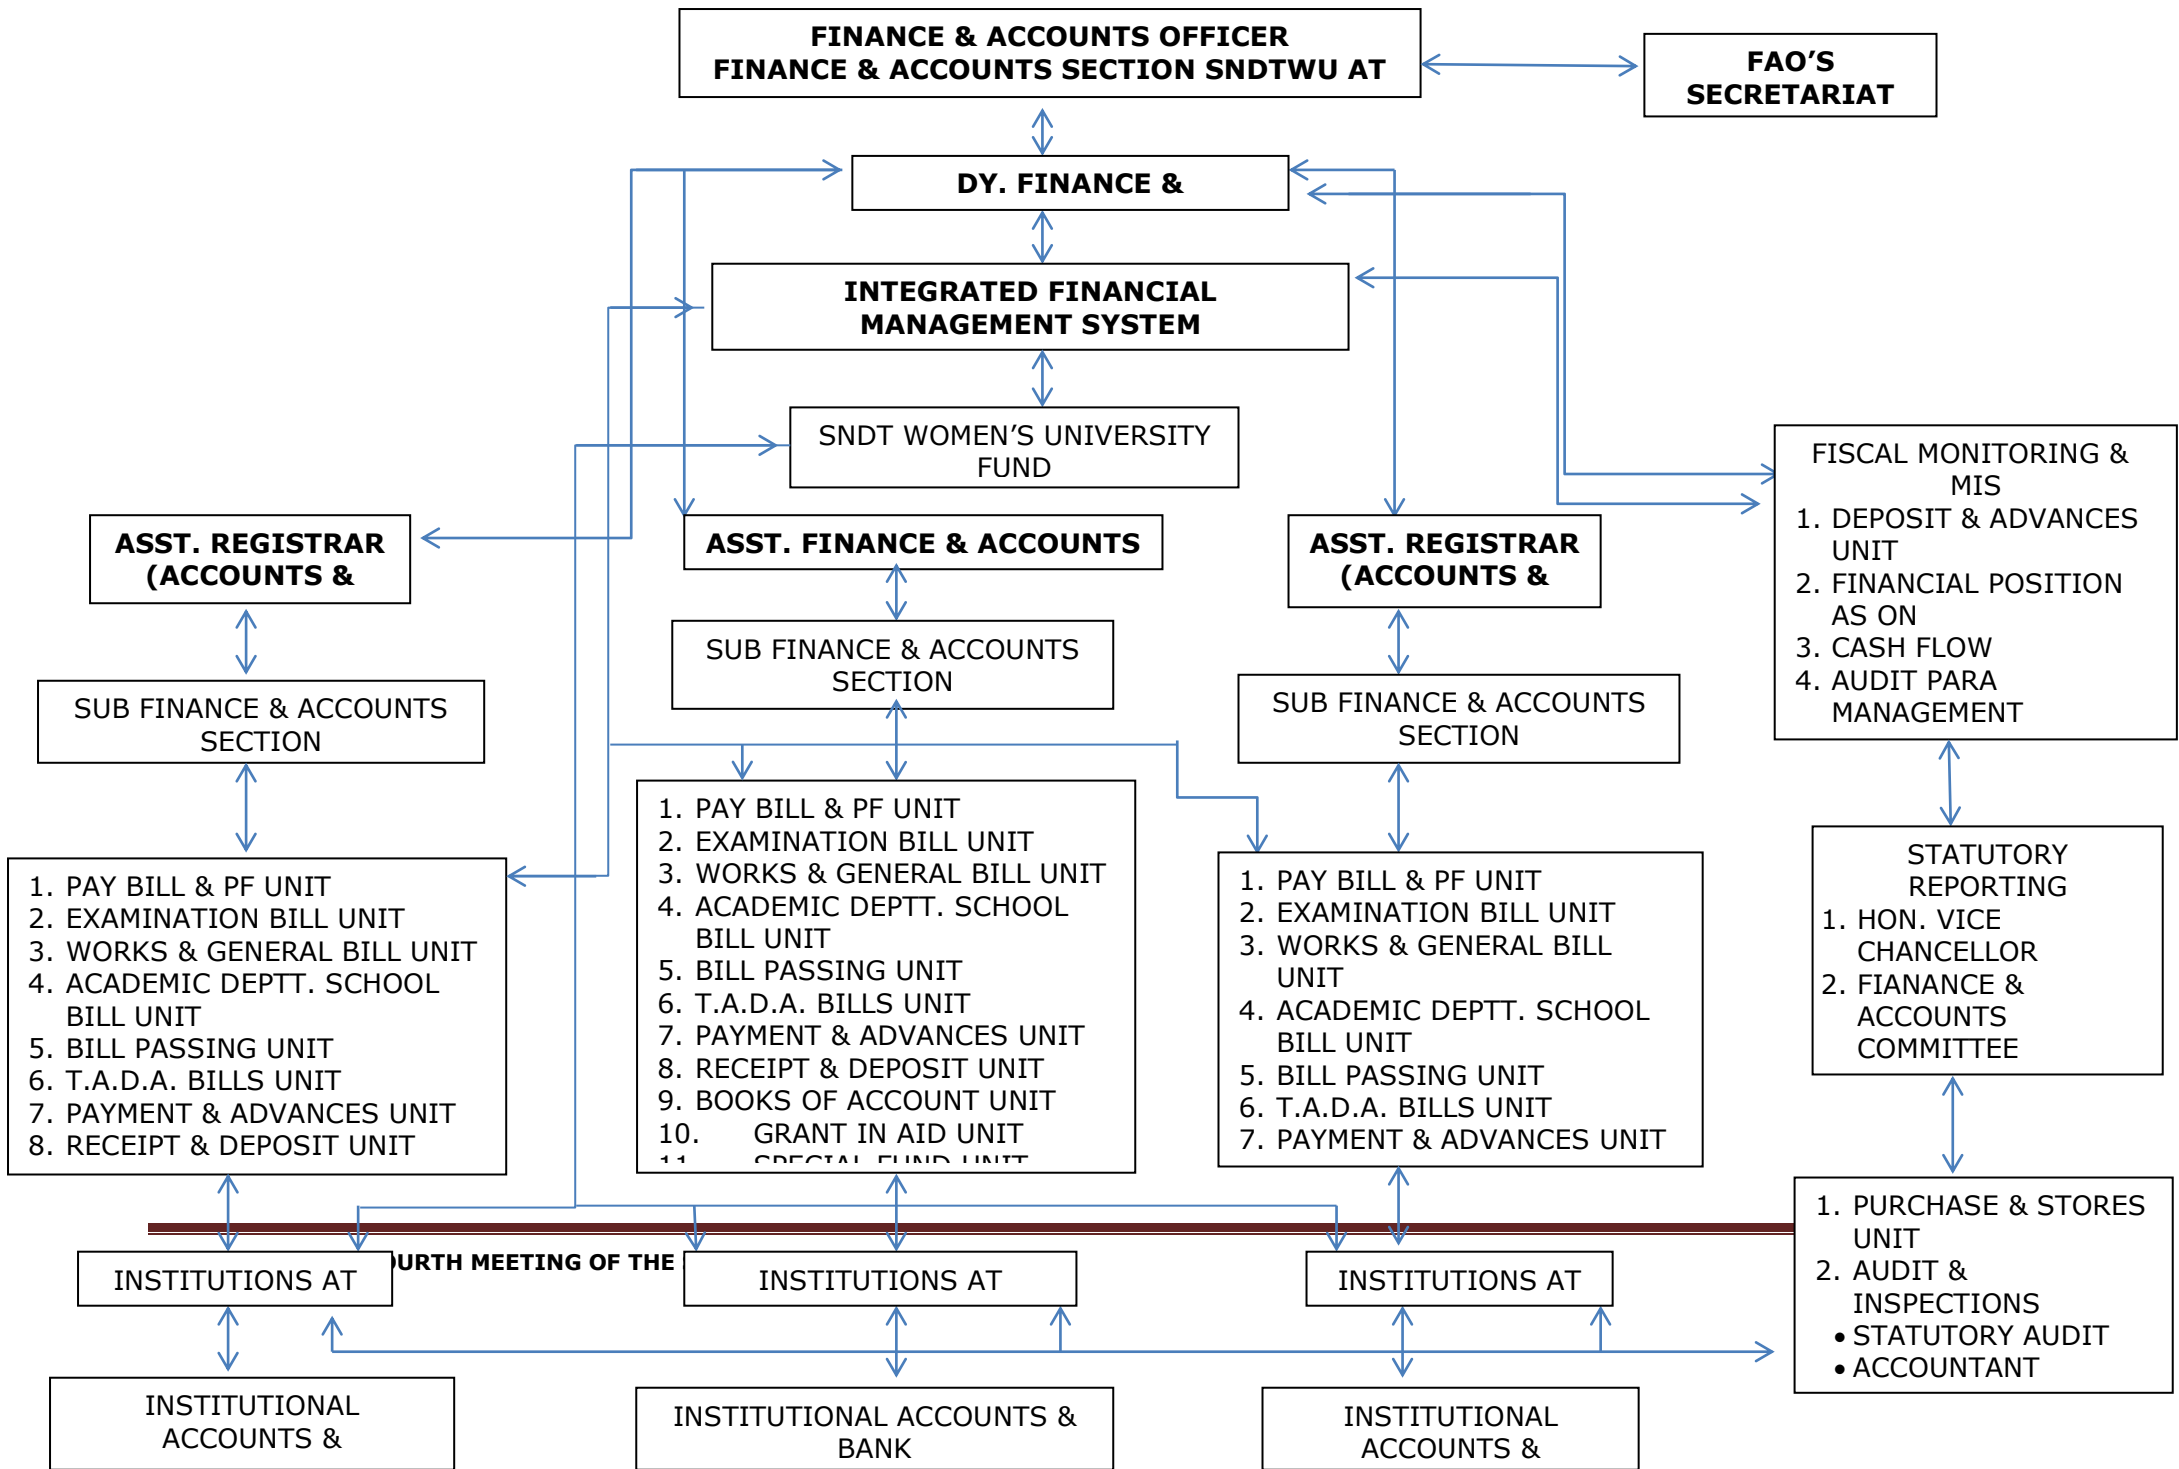 FINANCE & ACCOUNTS OFFICER
FINANCE & ACCOUNTS SECTION SNDTWU AT
FAO’S
SECRETARIAT
DY. FINANCE &
INTEGRATED FINANCIAL
MANAGEMENT SYSTEM
SNDT WOMEN’S UNIVERSITY
FUND
FISCAL MONITORING &
MIS
1. DEPOSIT & ADVANCES
UNIT
2. FINANCIAL POSITION
AS ON
3. CASH FLOW
4. AUDIT PARA
MANAGEMENT
ASST. REGISTRAR
(ACCOUNTS &
ASST. FINANCE & ACCOUNTS
ASST. REGISTRAR
(ACCOUNTS &
SUB FINANCE & ACCOUNTS
SECTION
SUB FINANCE & ACCOUNTS
SECTION
SUB FINANCE & ACCOUNTS
SECTION
1. PAY BILL & PF UNIT
2. EXAMINATION BILL UNIT
3. WORKS & GENERAL BILL UNIT
4. ACADEMIC DEPTT. SCHOOL
BILL UNIT
5. BILL PASSING UNIT
6. T.A.D.A. BILLS UNIT
7. PAYMENT & ADVANCES UNIT
8. RECEIPT & DEPOSIT UNIT
1. PAY BILL & PF UNIT
2. EXAMINATION BILL UNIT
3. WORKS & GENERAL BILL UNIT
4. ACADEMIC DEPTT. SCHOOL
BILL UNIT
5. BILL PASSING UNIT
6. T.A.D.A. BILLS UNIT
7. PAYMENT & ADVANCES UNIT
8. RECEIPT & DEPOSIT UNIT
9. BOOKS OF ACCOUNT UNIT
10. GRANT IN AID UNIT
11. SPECIAL FUND UNIT
1. PAY BILL & PF UNIT
2. EXAMINATION BILL UNIT
3. WORKS & GENERAL BILL
UNIT
4. ACADEMIC DEPTT. SCHOOL
BILL UNIT
5. BILL PASSING UNIT
6. T.A.D.A. BILLS UNIT
7. PAYMENT & ADVANCES UNIT
STATUTORY
REPORTING
1. HON. VICE
CHANCELLOR
2. FIANANCE &
ACCOUNTS
COMMITTEE
1. PURCHASE & STORES
UNIT
2. AUDIT &
INSPECTIONS
• STATUTORY AUDIT
• ACCOUNTANT
INSTITUTIONS AT
URTH MEETING OF THE
INSTITUTIONS AT
INSTITUTIONS AT
INSTITUTIONAL
ACCOUNTS &
INSTITUTIONAL ACCOUNTS &
BANK
INSTITUTIONAL
ACCOUNTS &